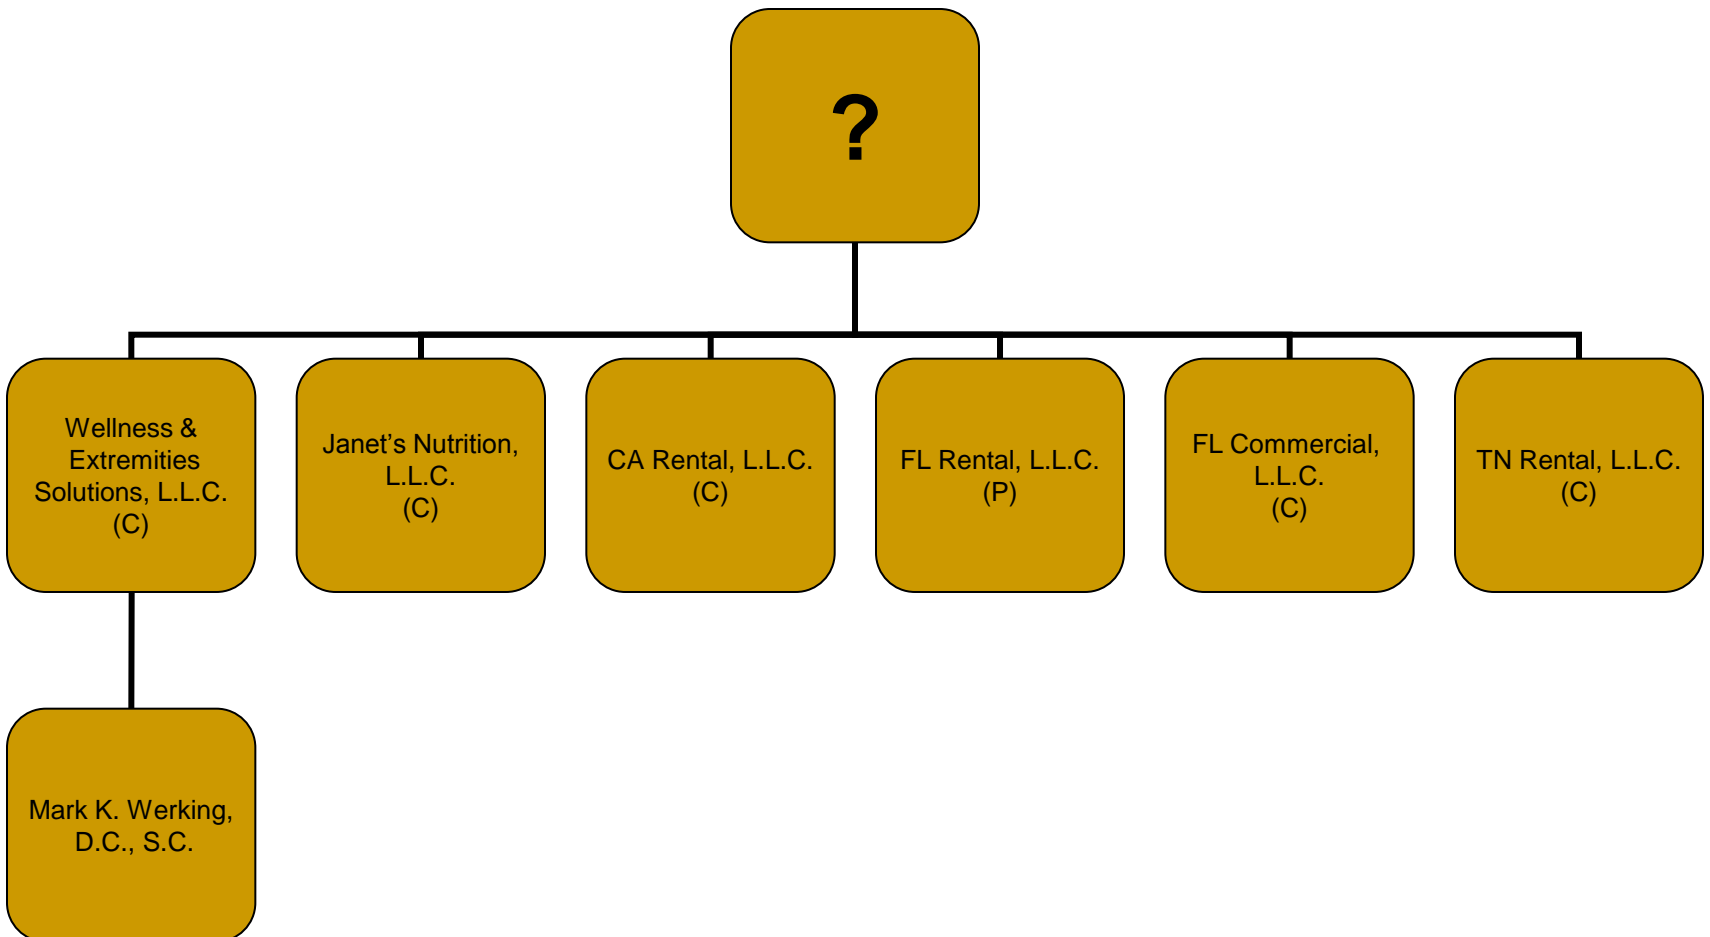 ?
Wellness &
Extremities
Solutions, L.L.C.
(C)
Janet’s Nutrition,
L.L.C.
(C)
CA Rental, L.L.C.
(C)
FL Rental, L.L.C.
(P)
FL Commercial,
L.L.C.
(C)
TN Rental, L.L.C.
(C)
Mark K. Werking,
D.C., S.C.